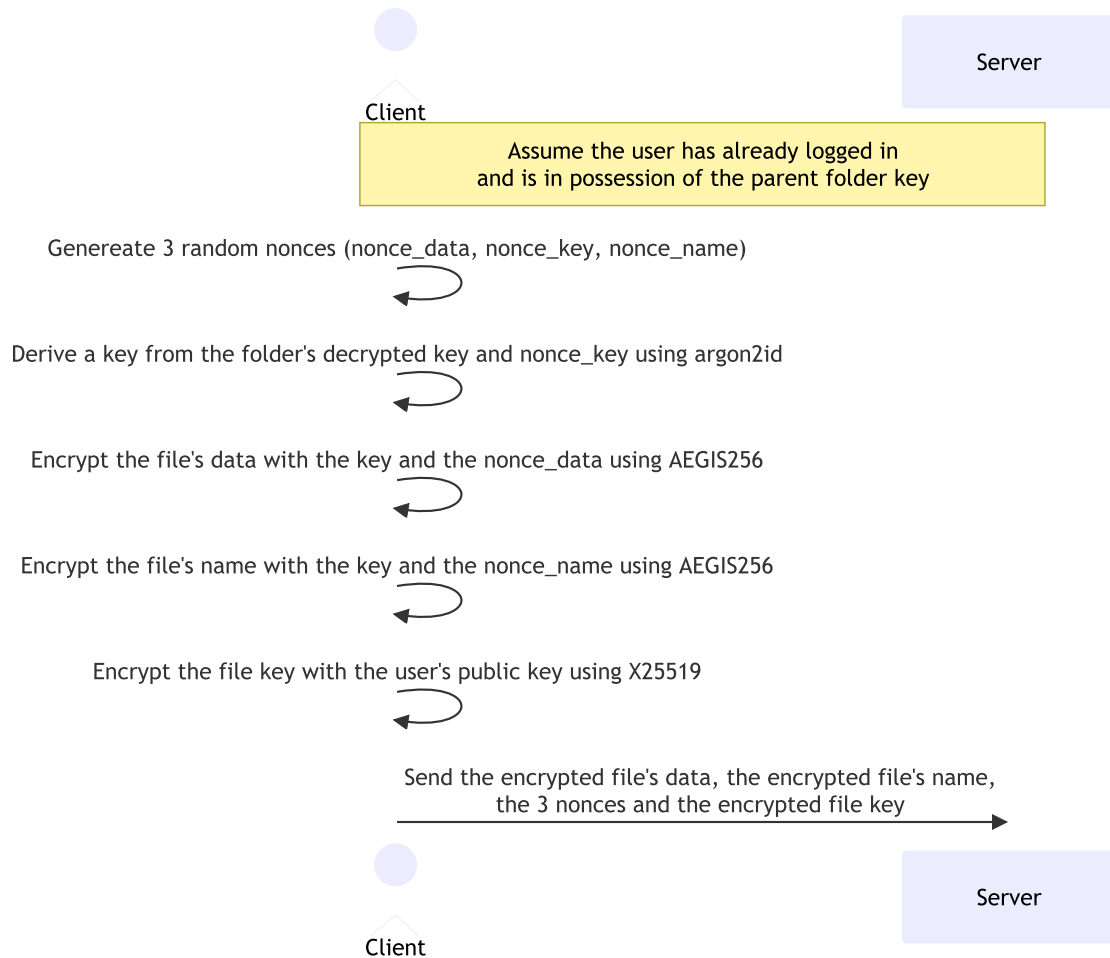 Server
Client
Assume the user has already logged in
and is in possession of the parent folder key
Genereate 3 random nonces (nonce_data, nonce_key, nonce_name)
Derive a key from the folder's decrypted key and nonce_key using argon2id
Encrypt the file's data with the key and the nonce_data using AEGIS256
Encrypt the file's name with the key and the nonce_name using AEGIS256
Encrypt the file key with the user's public key using X25519
Send the encrypted file's data, the encrypted file's name,
the 3 nonces and the encrypted file key
Server
Client